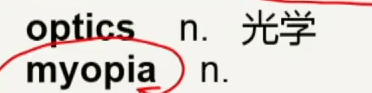 optics n. 光学
myopia n.